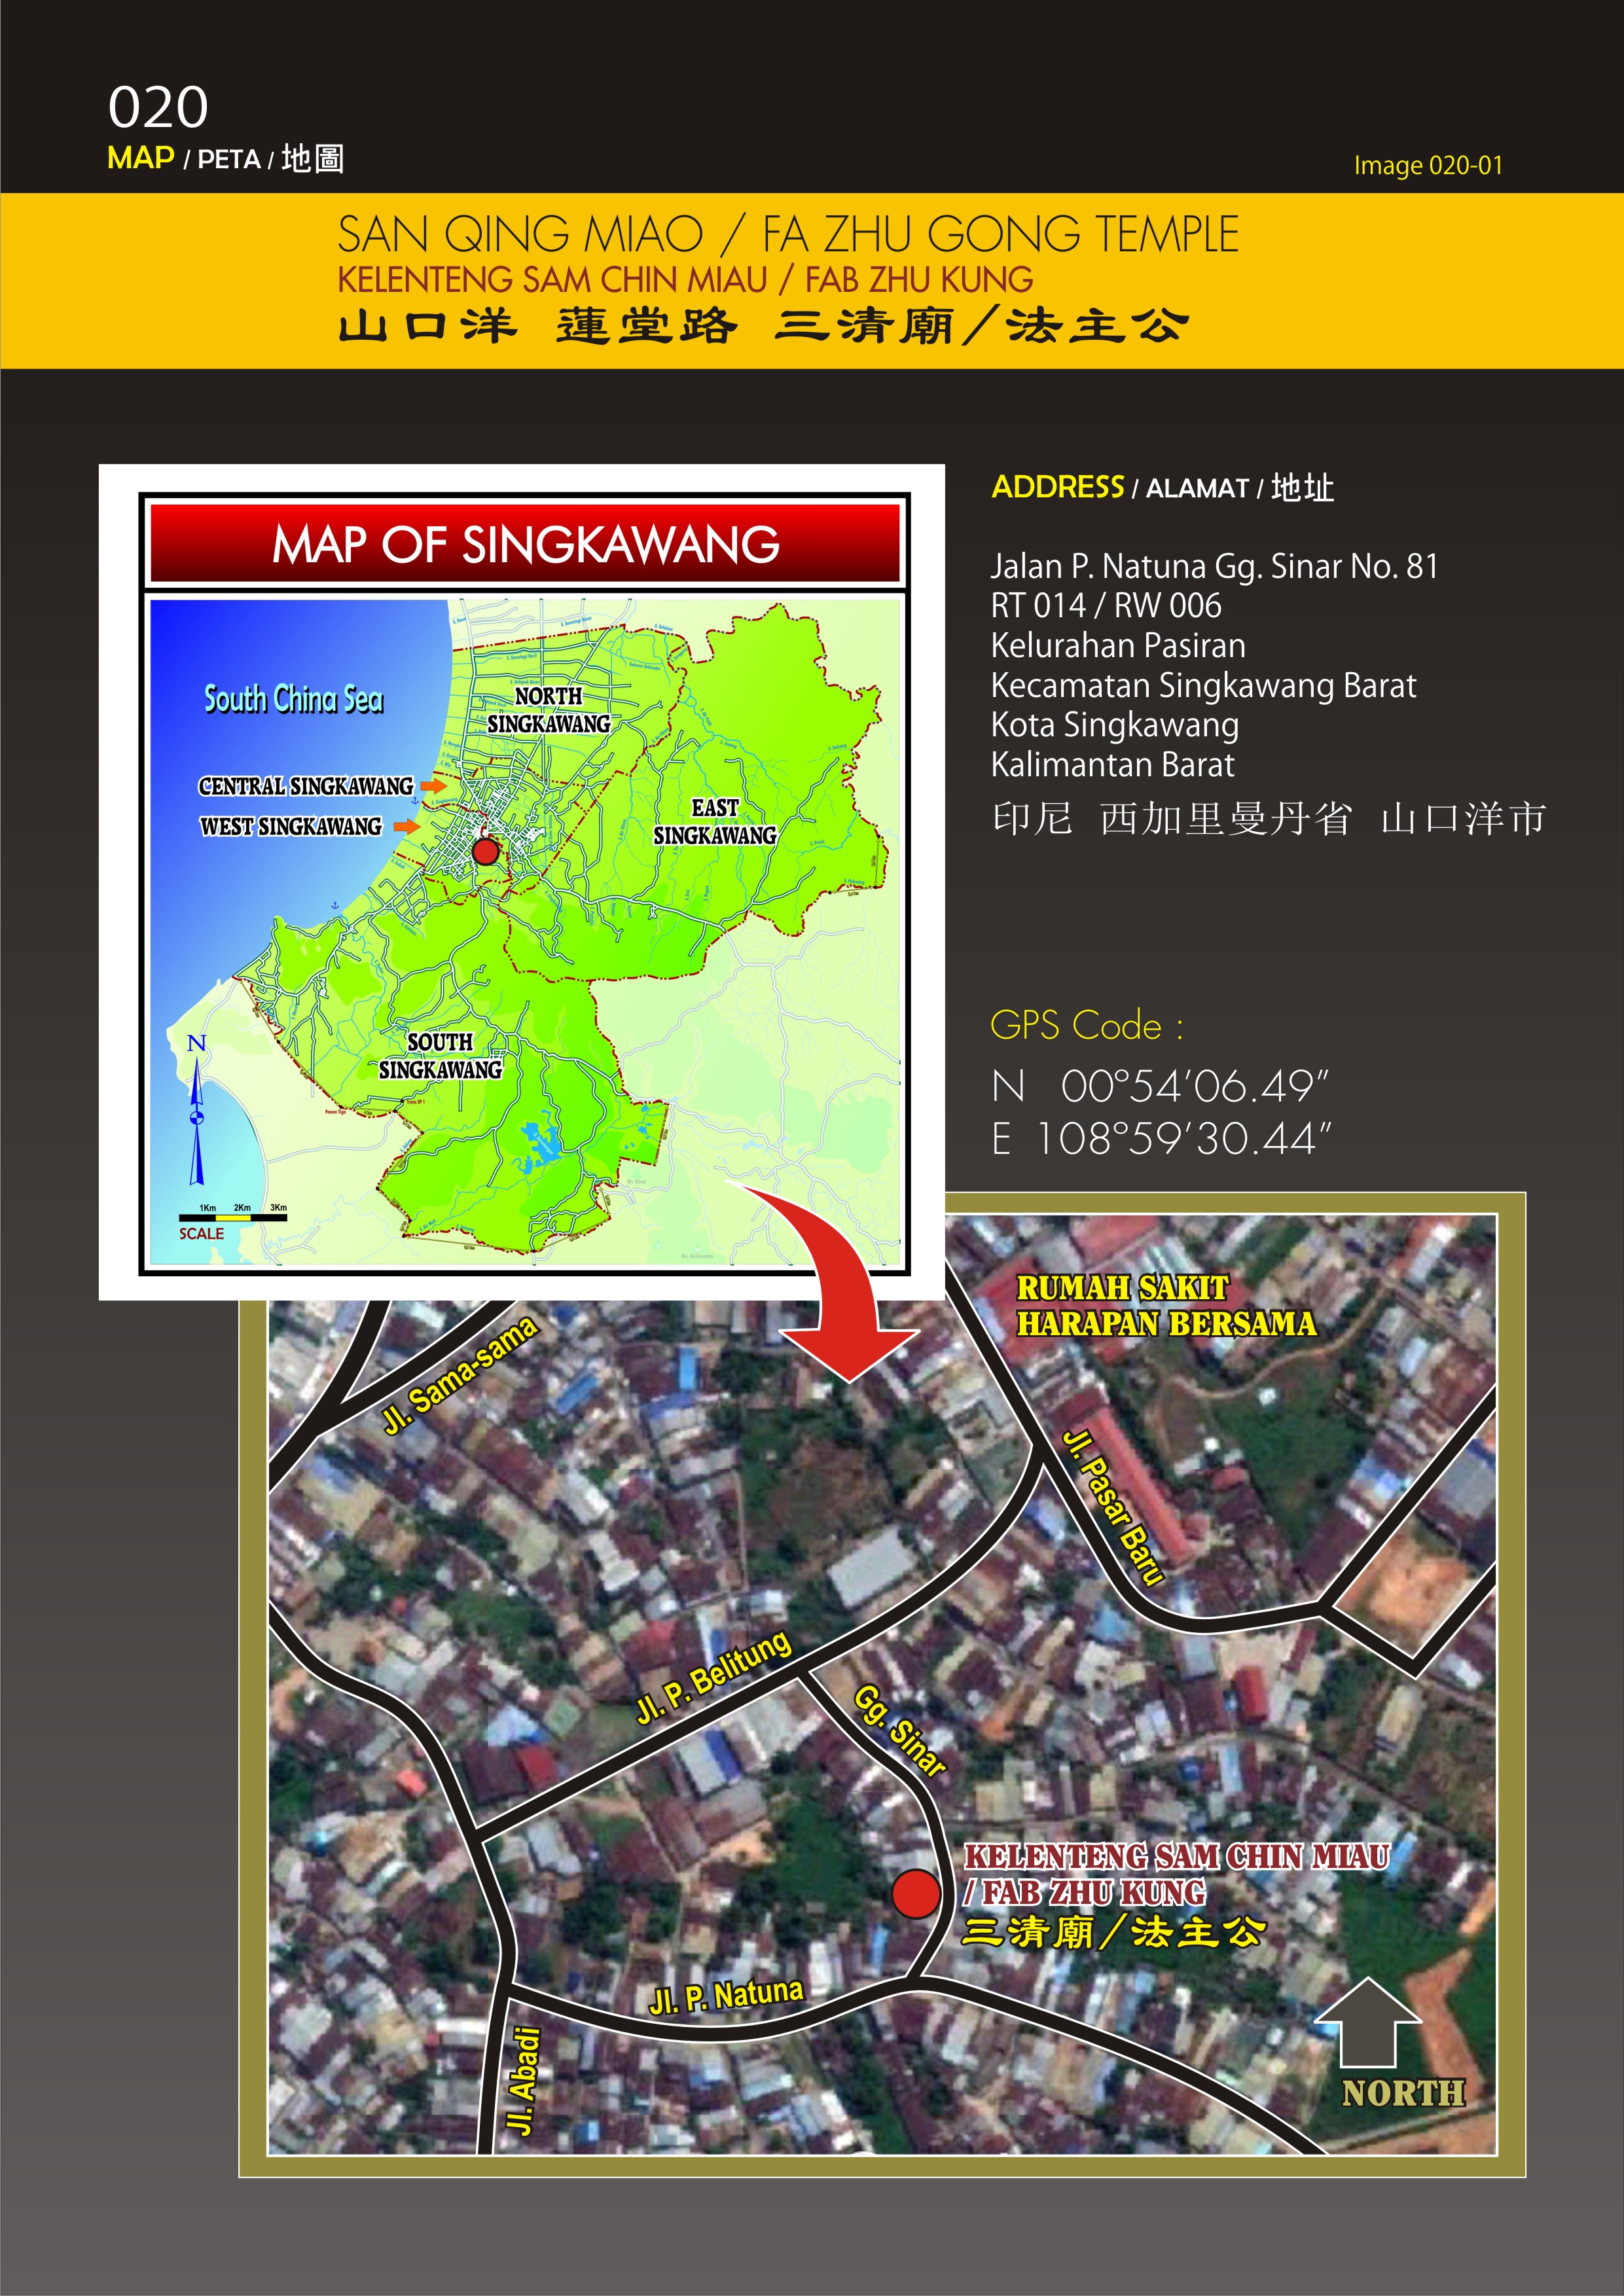 020
MAP / PETA / 地圖
Image 020-01
SAN QING MIAO / FA ZHU GONG TEMPLE
KELENTENG SAM CHIN MIAU / FAB ZHU KUNG
山口洋 蓮堂路 三清廟/法主公
MAP OF SINGKAWANG
South China Sea
NORTH
SINGKAWANG
CENTRAL SINGKAWANG
WEST SINGKAWANG
EAST
SINGKAWANG
SOUTH
SINGKAWANG
N
1Km 2Km 3Km
SCALE
ADDRESS / ALAMAT / 地址
Jalan P. Natuna Gg. Sinar No. 81
RT 014 / RW 006
Kelurahan Pasiran
Kecamatan Singkawang Barat
Kota Singkawang
Kalimantan Barat
印尼 西加里曼丹省 山口洋市
GPS Code :
N 00°54'06.49"
E 108°59'30.44"
RUMAH SAKIT
HARAPAN BERSAMA
Jl. Sama-sama
Jl. Pasar Baru
Jl. P. Belitung
Gg. Sinar
KELENTENG SAM CHIN MIAU
/ FAB ZHU KUNG
三清廟/法主公
Jl. P. Natuna
Jl. Abadi
NORTH